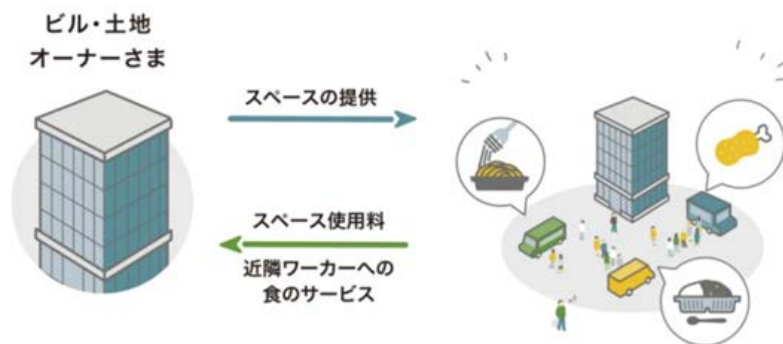 ビル・土地
オーナーさま
スペースの提供
スペース使用料
近隣ワーカーへの
食のサービス